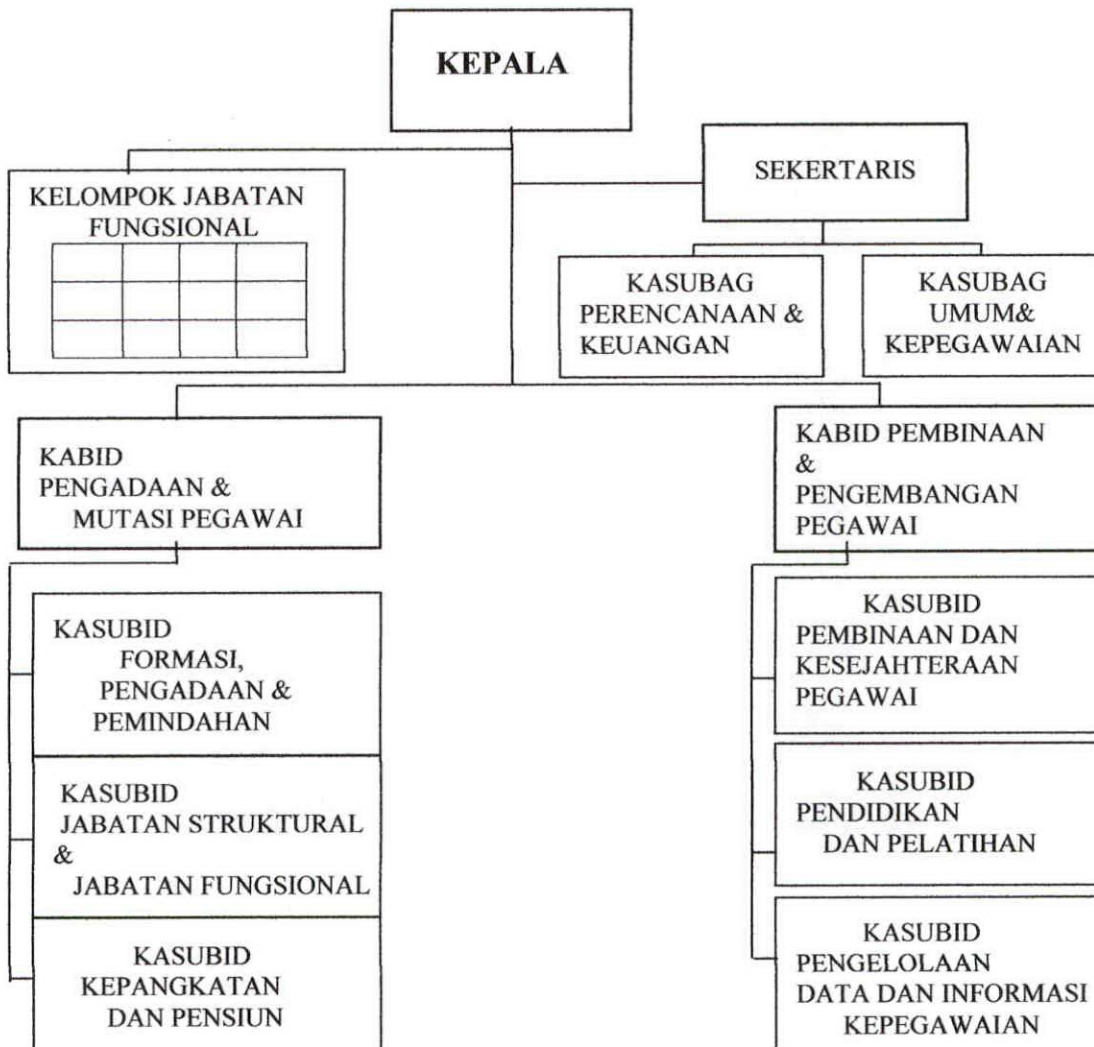 KEPALA
SEKERTARIS
KELOMPOK JABATAN
FUNGSIONAL
KASUBAG
PERENCANAAN &
KEUANGAN
KASUBAG
UMUM&
KEPEGAWAIAN
KABID
PENGADAAN &
MUTASI PEGAWAI
KABID PEMBINAAN
&
PENGEMBANGAN
PEGAWAI
KASUBID
FORMASI,
PENGADAAN &
PEMINDAHAN
KASUBID
JABATAN STRUKTURAL
&
JABATAN FUNGSIONAL
KASUBID
KEPANGKATAN
DAN PENSIUN
KASUBID
PEMBINAAN DAN
KESEJAHTERAAN
PEGAWAI
KASUBID
PENDIDIKAN
DAN PELATIHAN
KASUBID
PENGELOLAAN
DATA DAN INFORMASI
KEPEGAWAIAN